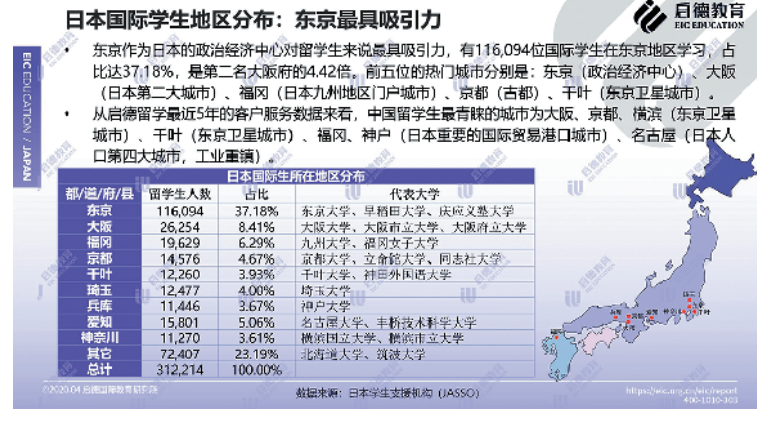 日本国际学生地区分布：东京最具吸引力
启德教育
EIC EDUCATION
EIC EDUCATION / JAPAN
• 东京作为日本的政治经济中心对留学生来说最具吸引力，有116,094位国际学生在东京地区学习，占
比达37.18%，是第二名大阪府的4.42倍。前五位的热门城市分别是：东京（政治经济中心）、大阪
（日本第二大城市）、福冈（日本九州地区门户城市）、京都（古都）、千叶（东京卫星城市）。
• 从启德留学最近5年的客户服务数据来看，中国留学生最青睐的城市为大阪、京都、横滨（东京卫星
城市）、千叶（东京卫星城市）、福冈、神户（日本重要的国际贸易港口城市）、名古屋（日本人
口第四大城市，工业重镇）。
日本国际生所在地区分布
都/道/府/县 留学生人数 占比 代表大学
东京 116,094 37.18% 东京大学、早稻田大学、庆应义塾大学
大阪 26,254 8.41% 大阪大学、大阪市立大学、大阪府立大学
福冈 19,629 6.29% 九州大学、福冈女子大学
京都 14,576 4.67% 京都大学、立命馆大学、同志社大学
千叶 12,260 3.93% 千叶大学、神田外国语大学
埼玉 12,477 4.00% 埼玉大学
兵库 11,446 3.67% 神户大学
爱知 15,801 5.06% 名古屋大学、丰桥技术科学大学
神奈川 11,270 3.61% 横滨国立大学、横滨市立大学
其它 72,407 23.19% 北海道大学、筑波大学
总计 312,214 100.00%
©2020.04 启德国际教育研究院
数据来源：日本学生支援机构（JASSO）
https://eic.org.cn/eic/report
400-1010-303